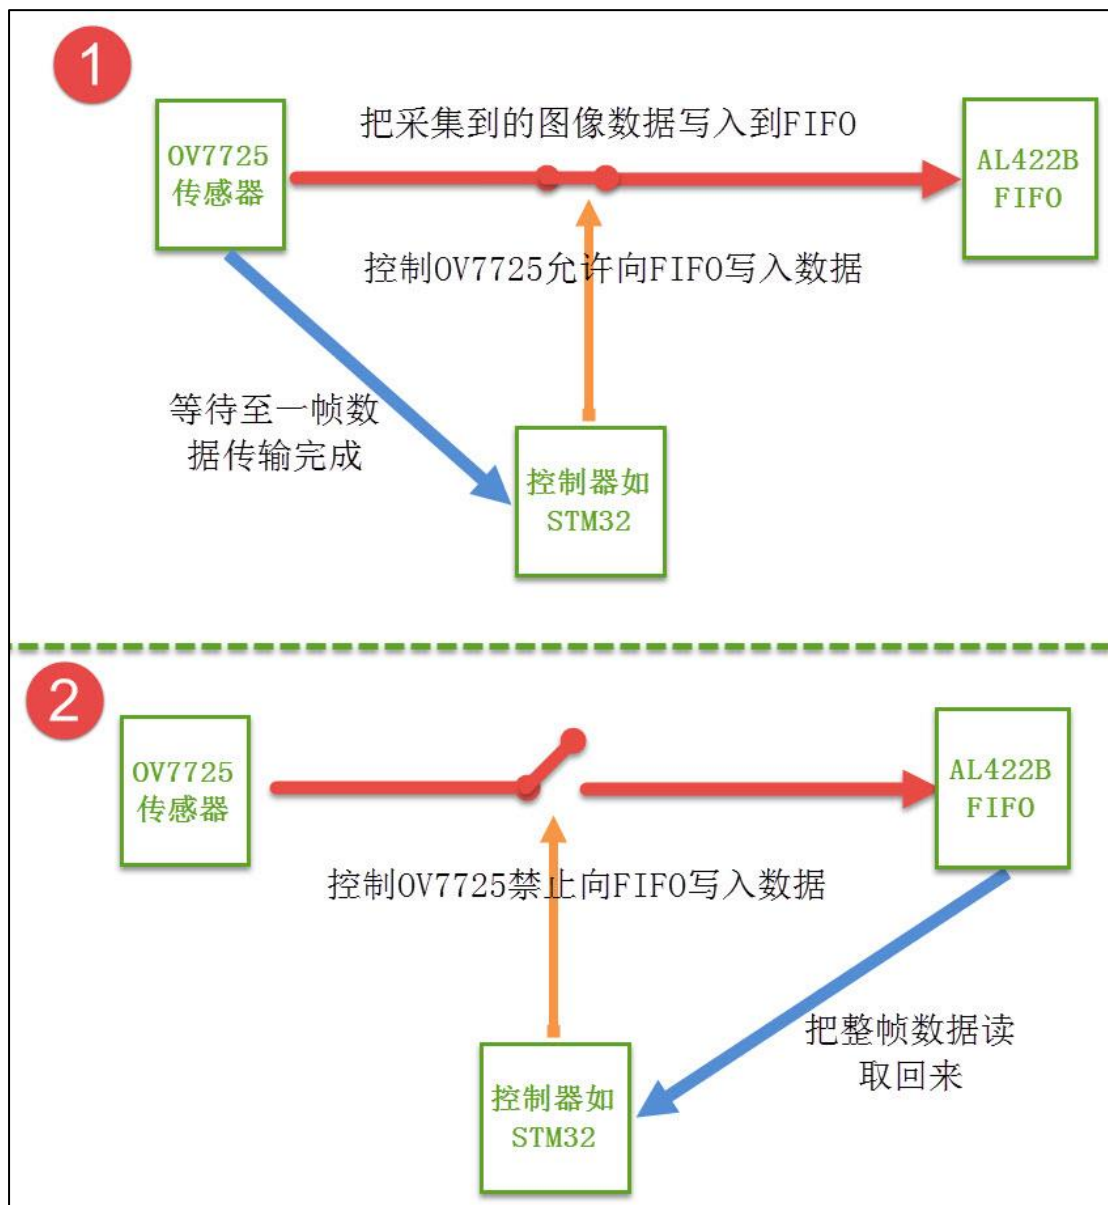 1
把采集到的图像数据写入到FIFO
OV7725
传感器
AL422B
FIFO
控制OV7725允许向FIFO写入数据
等待至一帧数
据传输完成
控制器如
STM32
2
OV7725
传感器
AL422B
FIFO
控制OV7725禁止向FIFO写入数据
把整帧数据读
取回来
控制器如
STM32